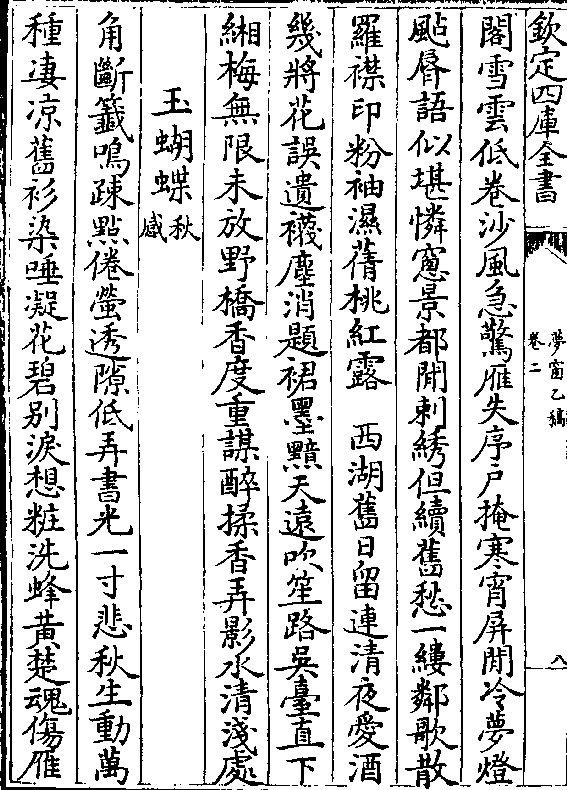 欽定四庫全書
夢窗乙稿
卷二
八
閣雪雲低卷沙風急驚雁失序户掩寒宵屏閒冷夢燈
颭脣語似堪憐窻景都閒刺綉但續舊愁一縷鄰歌散
羅襟印粉袖濕蒨桃紅露　西湖舊日留連清夜愛酒
幾將花誤遺襪塵消題裙墨黯天遠吹笙路吳臺直下
緗梅無限未放野橋香度重謀醉揉香弄影水清淺處
玉蝴蝶秋感
角斷籤鳴疎點倦螢透隙低弄書光一寸悲秋生動萬
種凄凉舊衫染唾凝花碧别淚想粧洗蜂黃楚魂傷雁